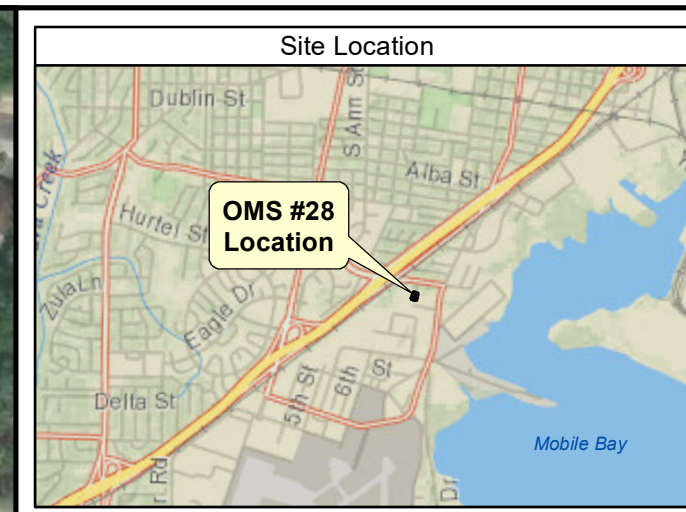 Site Location
Dublin St
S Ann St
Creek
Alba St
Hurtel St
OMS #28
Location
Zula Ln
Eagle Dr
5th St
6th St
Delta St
Mobile Bay
r Rd
Dr